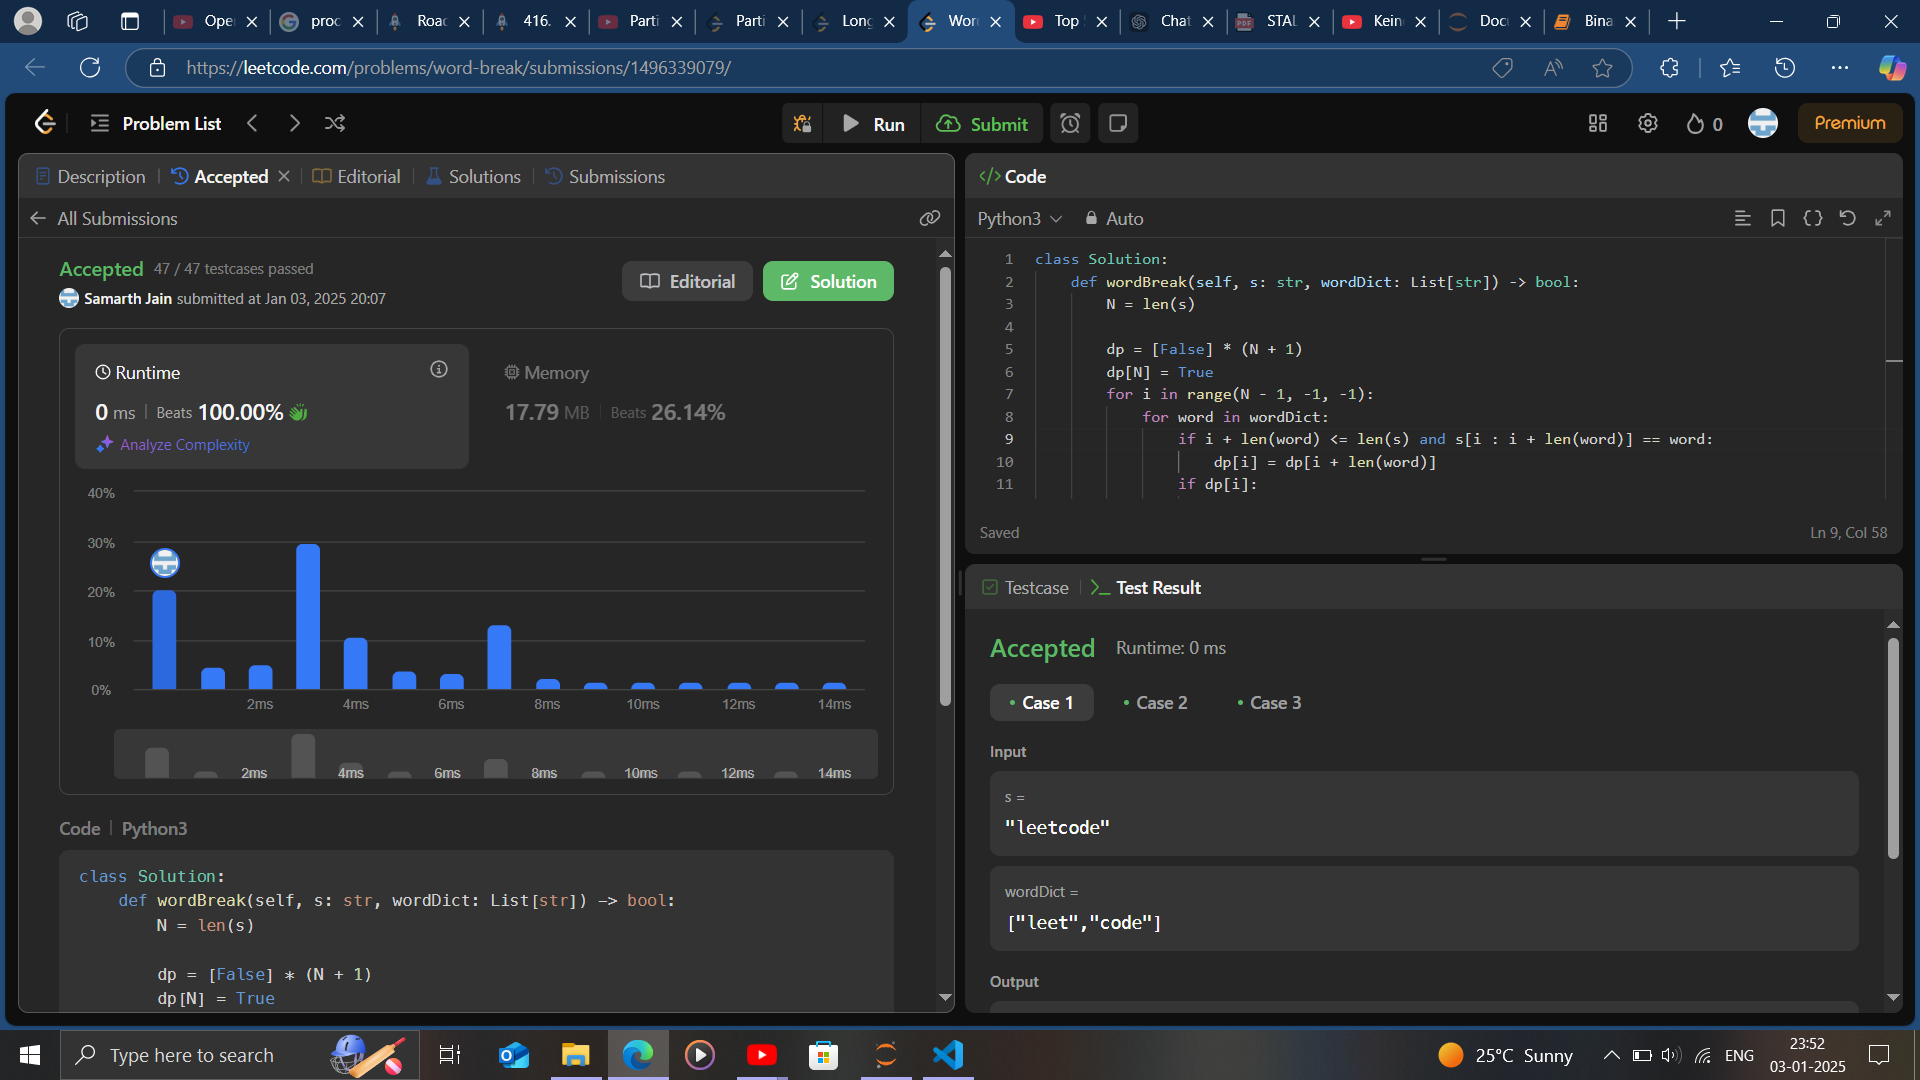 Oper
proc
Road
416.
Parti
Parti
Long
Wor
Top
Chat
STAL
Kein
Docu
Bina
https://leetcode.com/problems/word-break/submissions/1496339079/
Problem List
Run
Submit
0
Premium
Description
Accepted
Editorial
Solutions
Submissions
All Submissions
Accepted 47 / 47 testcases passed
Samarth Jain submitted at Jan 03, 2025 20:07
Editorial
Solution
Runtime
0 ms | Beats 100.00%
Analyze Complexity
Memory
17.79 MB | Beats 26.14%
40%
30%
20%
10%
0%
2ms 4ms 6ms 8ms 10ms 12ms 14ms
2ms 4ms 6ms 8ms 10ms 12ms 14ms
Code | Python3
class Solution:
    def wordBreak(self, s: str, wordDict: List[str]) -> bool:
        N = len(s)
        dp = [False] * (N + 1)
        dp[N] = True
</> Code
Python3
Auto
1 class Solution:
2     def wordBreak(self, s: str, wordDict: List[str]) -> bool:
3         N = len(s)
4
5         dp = [False] * (N + 1)
6         dp[N] = True
7         for i in range(N - 1, -1, -1):
8             for word in wordDict:
9                 if i + len(word) <= len(s) and s[i : i + len(word)] == word:
10                     dp[i] = dp[i + len(word)]
11                 if dp[i]:
Saved
Ln 9, Col 58
Testcase
>_ Test Result
Accepted Runtime: 0 ms
• Case 1
• Case 2
• Case 3
Input
s =
"leetcode"
wordDict =
["leet","code"]
Output
Type here to search
25°C Sunny
ENG
23:52
03-01-2025